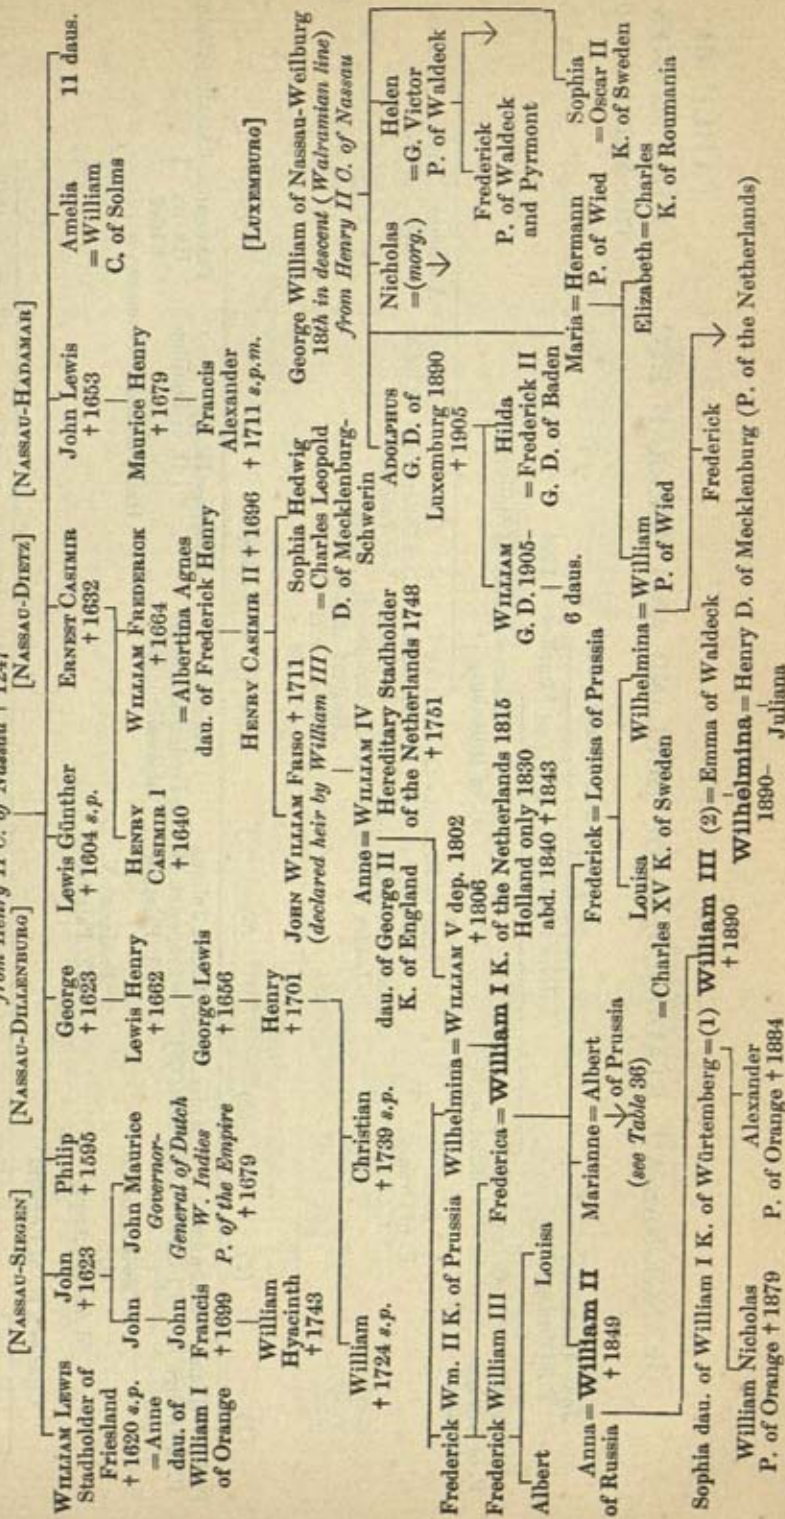 from Henry II C. of Nassau † 1247
[NASSAU-SIEGEN]
[NASSAU-DILLENBURG]
[NASSAU-DIETZ]
[NASSAU-HADAMAR]
WILLIAM LEWIS
Stadholder of
Friesland
† 1620 s.p.
=Anne
dau. of
William I
of Orange
John
† 1623
Philip
† 1595
George
† 1623
Lewis Günther
† 1604 s.p.
ERNEST CASIMIR
† 1632
John Lewis
† 1653
Amelia
=William
C. of Solms
11 daus.
John
John Maurice
Governor-
General of Dutch
W. Indies
P. of the Empire
† 1679
Lewis Henry
† 1662
HENRY
CASIMIR I
† 1640
WILLIAM FREDERICK
† 1664
=Albertina Agnes
dau. of Frederick Henry
Maurice Henry
† 1679
John
Francis
† 1699
George Lewis
† 1656
Francis
Alexander
† 1711 s.p.m.
William
Hyacinth
† 1743
Henry
† 1701
HENRY CASIMIR II † 1696
[LUXEMBURG]
William
† 1724 s.p.
Christian
† 1739 s.p.
JOHN WILLIAM FRISO † 1711
(declared heir by William III)
Sophia Hedwig
=Charles Leopold
D. of Mecklenburg-
Schwerin
George William of Nassau-Weilburg
18th in descent (Walramian line)
from Henry II C. of Nassau
Anne=WILLIAM IV
dau. of George II
K. of England
Hereditary Stadholder
of the Netherlands 1748
† 1751
ADOLPHUS
G. D. of
Luxemburg 1890
† 1905
Nicholas
=(morg.)
Helen
=G. Victor
P. of Waldeck
Frederick
P. of Waldeck
and Pyrmont
Frederick Wm. II K. of Prussia
Wilhelmina=WILLIAM V dep. 1802
† 1806
WILLIAM
G. D. 1905–
Hilda
=Frederick II
G. D. of Baden
Maria=Hermann
P. of Wied
Sophia
=Oscar II
K. of Sweden
Frederick William III
Frederica=William I K. of the Netherlands 1815
Holland only 1830
abd. 1840 † 1843
6 daus.
Elizabeth=Charles
K. of Roumania
Albert
Louisa
Anna=William II
of Russia
† 1849
Marianne=Albert
of Prussia
(see Table 36)
Frederick=Louisa of Prussia
Louisa
=Charles XV K. of Sweden
Wilhelmina=William
P. of Wied
Frederick
Sophia dau. of William I K. of Würtemberg=(1) William III (2)=Emma of Waldeck
† 1890
William Nicholas
P. of Orange † 1879
Alexander
P. of Orange † 1884
Wilhelmina=Henry D. of Mecklenburg (P. of the Netherlands)
1890–
Juliana